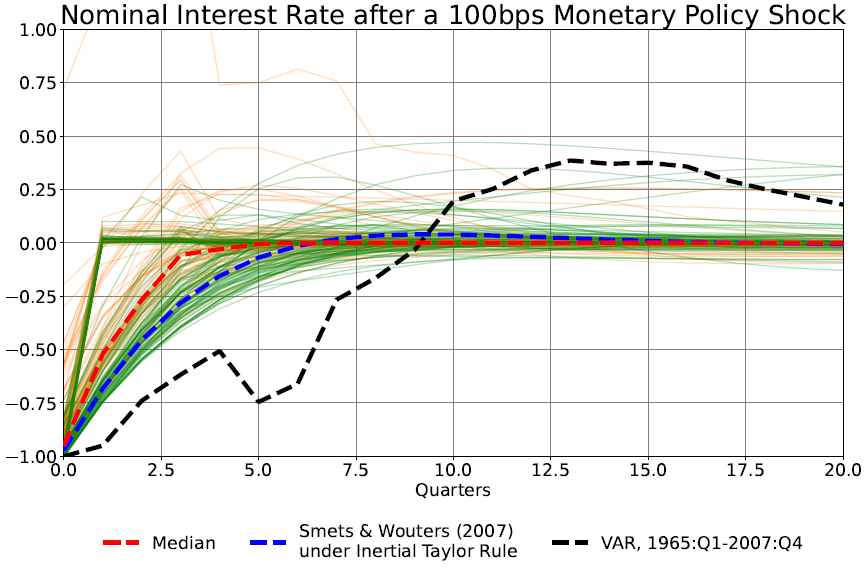 Nominal Interest Rate after a 100bps Monetary Policy Shock
1.00
0.75
0.50
0.25
0.00
−0.25
−0.50
−0.75
−1.00
0.0 2.5 5.0 7.5 10.0 12.5 15.0 17.5 20.0
Quarters
Median
Smets & Wouters (2007)
under Inertial Taylor Rule
VAR, 1965:Q1-2007:Q4